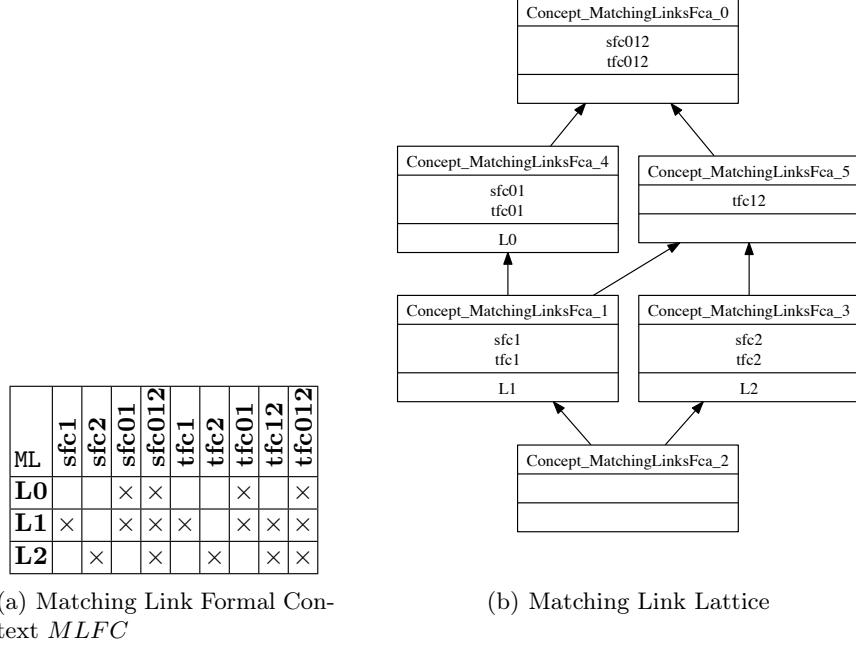 Concept_MatchingLinksFca_0
sfc012
tfc012
Concept_MatchingLinksFca_4
sfc01
tfc01
L0
Concept_MatchingLinksFca_5
tfc12
Concept_MatchingLinksFca_1
sfc1
tfc1
L1
Concept_MatchingLinksFca_3
sfc2
tfc2
L2
Concept_MatchingLinksFca_2
ML sfc1 sfc2 sfc01 sfc012 tfc1 tfc2 tfc01 tfc12 tfc012
L0 × × × ×
L1 × × × × × × ×
L2 × × × × ×
(a) Matching Link Formal Con-
text MLFC
(b) Matching Link Lattice